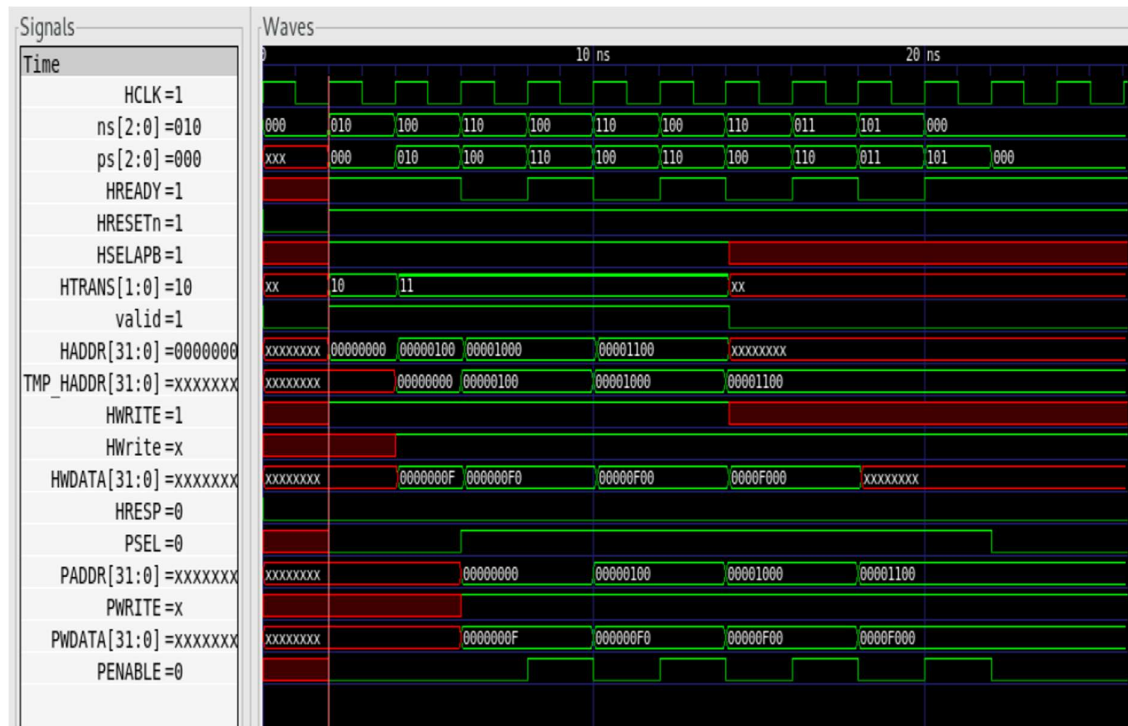 Signals Waves
Time 0 10 ns 20 ns
HCLK=1
ns[2:0]=010 000 010 100 110 100 110 100 110 011 101 000
ps[2:0]=000 xxx 000 010 100 110 100 110 100 110 011 101 000
HREADY=1
HRESETn=1
HSELAPB=1
HTRANS[1:0]=10 xx 10 11 xx
valid=1
HADDR[31:0]=0000000 xxxxxxxx 00000000 00000100 00001000 00001100 xxxxxxxx
TMP_HADDR[31:0]=xxxxxxx xxxxxxxx 00000000 00000100 00001000 00001100
HWRITE=1
HWrite=x
HWDATA[31:0]=xxxxxxx xxxxxxxx 0000000F 000000F0 00000F00 0000F000 xxxxxxxx
HRESP=0
PSEL=0
PADDR[31:0]=xxxxxxx xxxxxxxx 00000000 00000100 00001000 00001100
PWRITE=x
PWDATA[31:0]=xxxxxxx xxxxxxxx 0000000F 000000F0 00000F00 0000F000
PENABLE=0